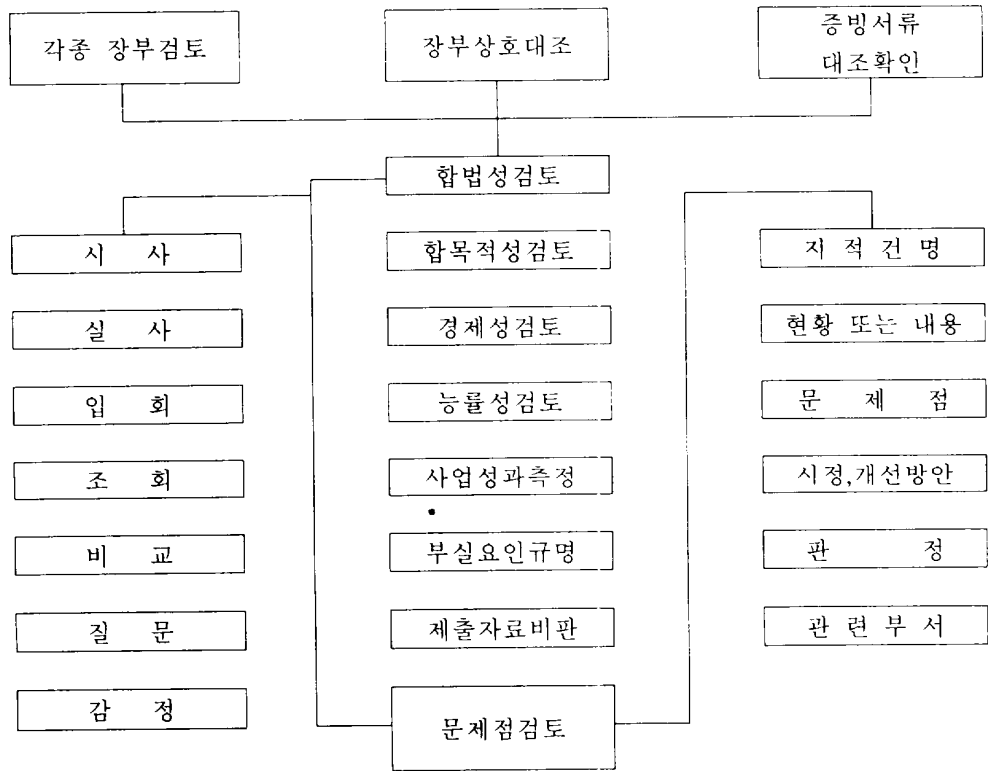 각종 장부검토
장부상호대조
증빙서류
대조확인
합법성검토
시 사
합목적성검토
지 적 건 명
실 사
경제성검토
현황 또는 내용
입 회
능률성검토
문 제 점
조 회
사업성과측정
시정,개선방안
비 교
부실요인규명
판 정
질 문
제출자료비판
관 련 부 서
감 정
문제점검토